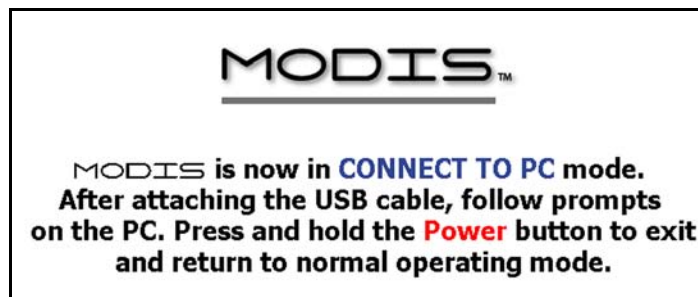 MODIS™
MODIS is now in CONNECT TO PC mode.
After attaching the USB cable, follow prompts
on the PC. Press and hold the Power button to exit
and return to normal operating mode.